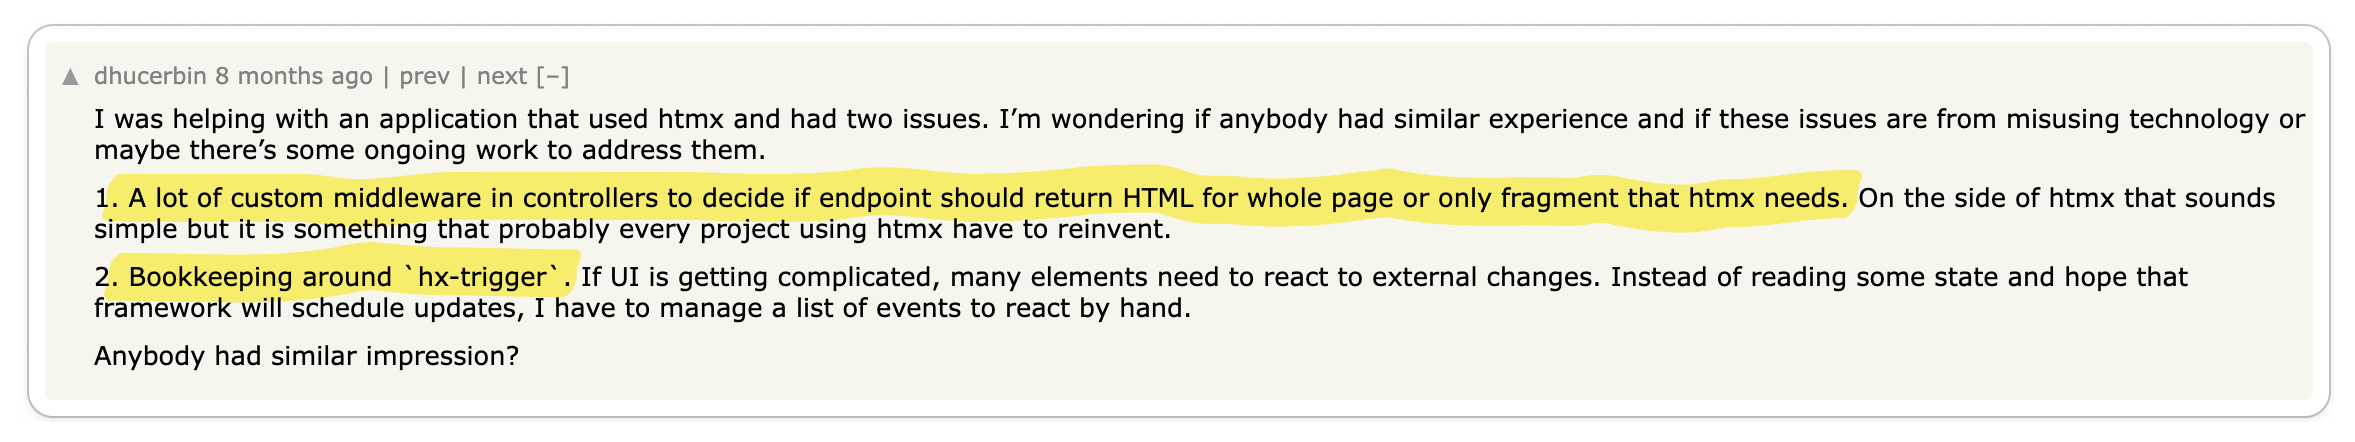 ▲ dhucerbin 8 months ago | prev | next [–]
I was helping with an application that used htmx and had two issues. I’m wondering if anybody had similar experience and if these issues are from misusing technology or
maybe there’s some ongoing work to address them.
1. A lot of custom middleware in controllers to decide if endpoint should return HTML for whole page or only fragment that htmx needs. On the side of htmx that sounds
simple but it is something that probably every project using htmx have to reinvent.
2. Bookkeeping around `hx-trigger`. If UI is getting complicated, many elements need to react to external changes. Instead of reading some state and hope that
framework will schedule updates, I have to manage a list of events to react by hand.
Anybody had similar impression?